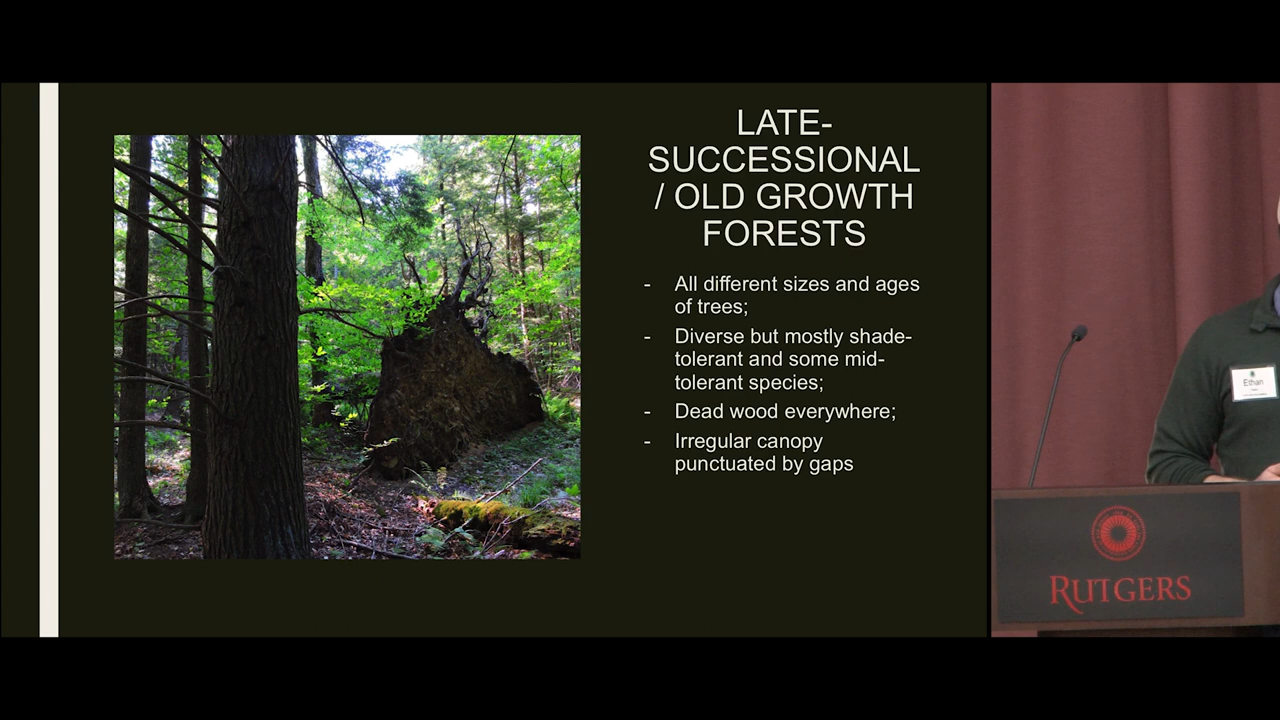 LATE-
SUCCESSIONAL
/ OLD GROWTH
FORESTS
- All different sizes and ages
of trees;
- Diverse but mostly shade-
tolerant and some mid-
tolerant species;
- Dead wood everywhere;
- Irregular canopy
punctuated by gaps
Ethan
RUTGERS